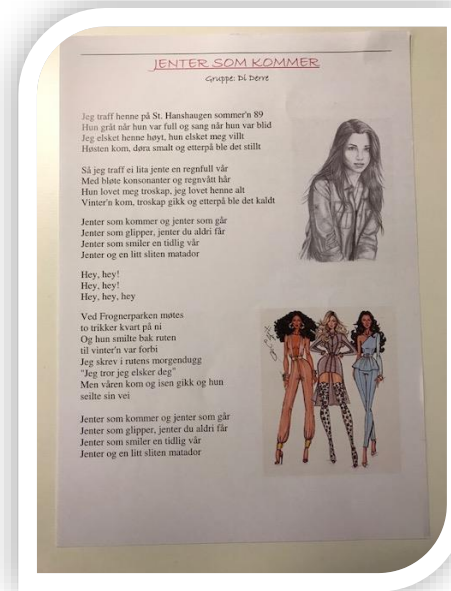 JENTER SOM KOMMER
Gruppe: Di Derre
Jeg traff henne på St. Hanshaugen sommer'n 89
Hun gråt når hun var full og sang når hun var blid
Jeg elsket henne høyt, hun elsket meg villt
Høsten kom, døra smalt og etterpå ble det stillt
Så jeg traff ei lita jente en regnfull vår
Med bløte konsonanter og regnvått hår
Hun lovet meg troskap, jeg lovet henne alt
Vinter'n kom, troskap gikk og etterpå ble det kaldt
Jenter som kommer og jenter som går
Jenter som glipper, jenter du aldri får
Jenter som smiler en tidlig vår
Jenter og en litt sliten matador
Hey, hey!
Hey, hey!
Hey, hey, hey
Ved Frognerparken møtes
to trikker kvart på ni
Og hun smilte bak ruten
til vinter'n var forbi
Jeg skrev i rutens morgendugg
"Jeg tror jeg elsker deg"
Men våren kom og isen gikk og hun
seilte sin vei
Jenter som kommer og jenter som går
Jenter som glipper, jenter du aldri får
Jenter som smiler en tidlig vår
Jenter og en litt sliten matador